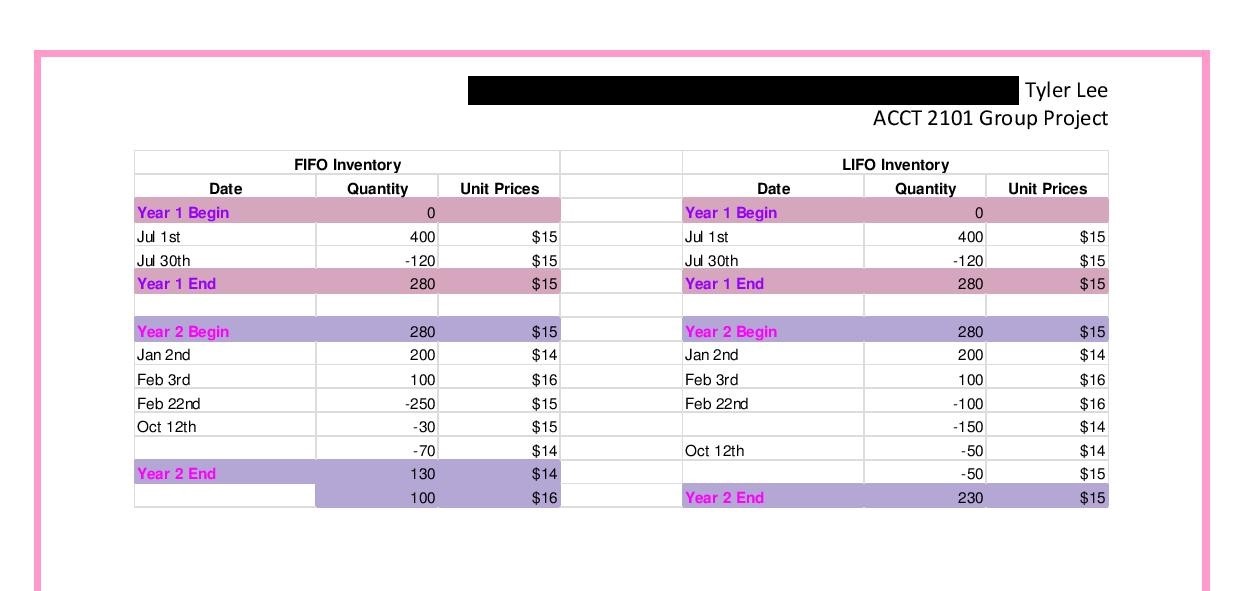 Tyler Lee
ACCT 2101 Group Project
FIFO Inventory LIFO Inventory
Date Quantity Unit Prices Date Quantity Unit Prices
Year 1 Begin 0 Year 1 Begin 0
Jul 1st 400 $15 Jul 1st 400 $15
Jul 30th -120 $15 Jul 30th -120 $15
Year 1 End 280 $15 Year 1 End 280 $15
Year 2 Begin 280 $15 Year 2 Begin 280 $15
Jan 2nd 200 $14 Jan 2nd 200 $14
Feb 3rd 100 $16 Feb 3rd 100 $16
Feb 22nd -250 $15 Feb 22nd -100 $16
Oct 12th -30 $15 -150 $14
-70 $14 Oct 12th -50 $14
Year 2 End 130 $14 -50 $15
100 $16 Year 2 End 230 $15